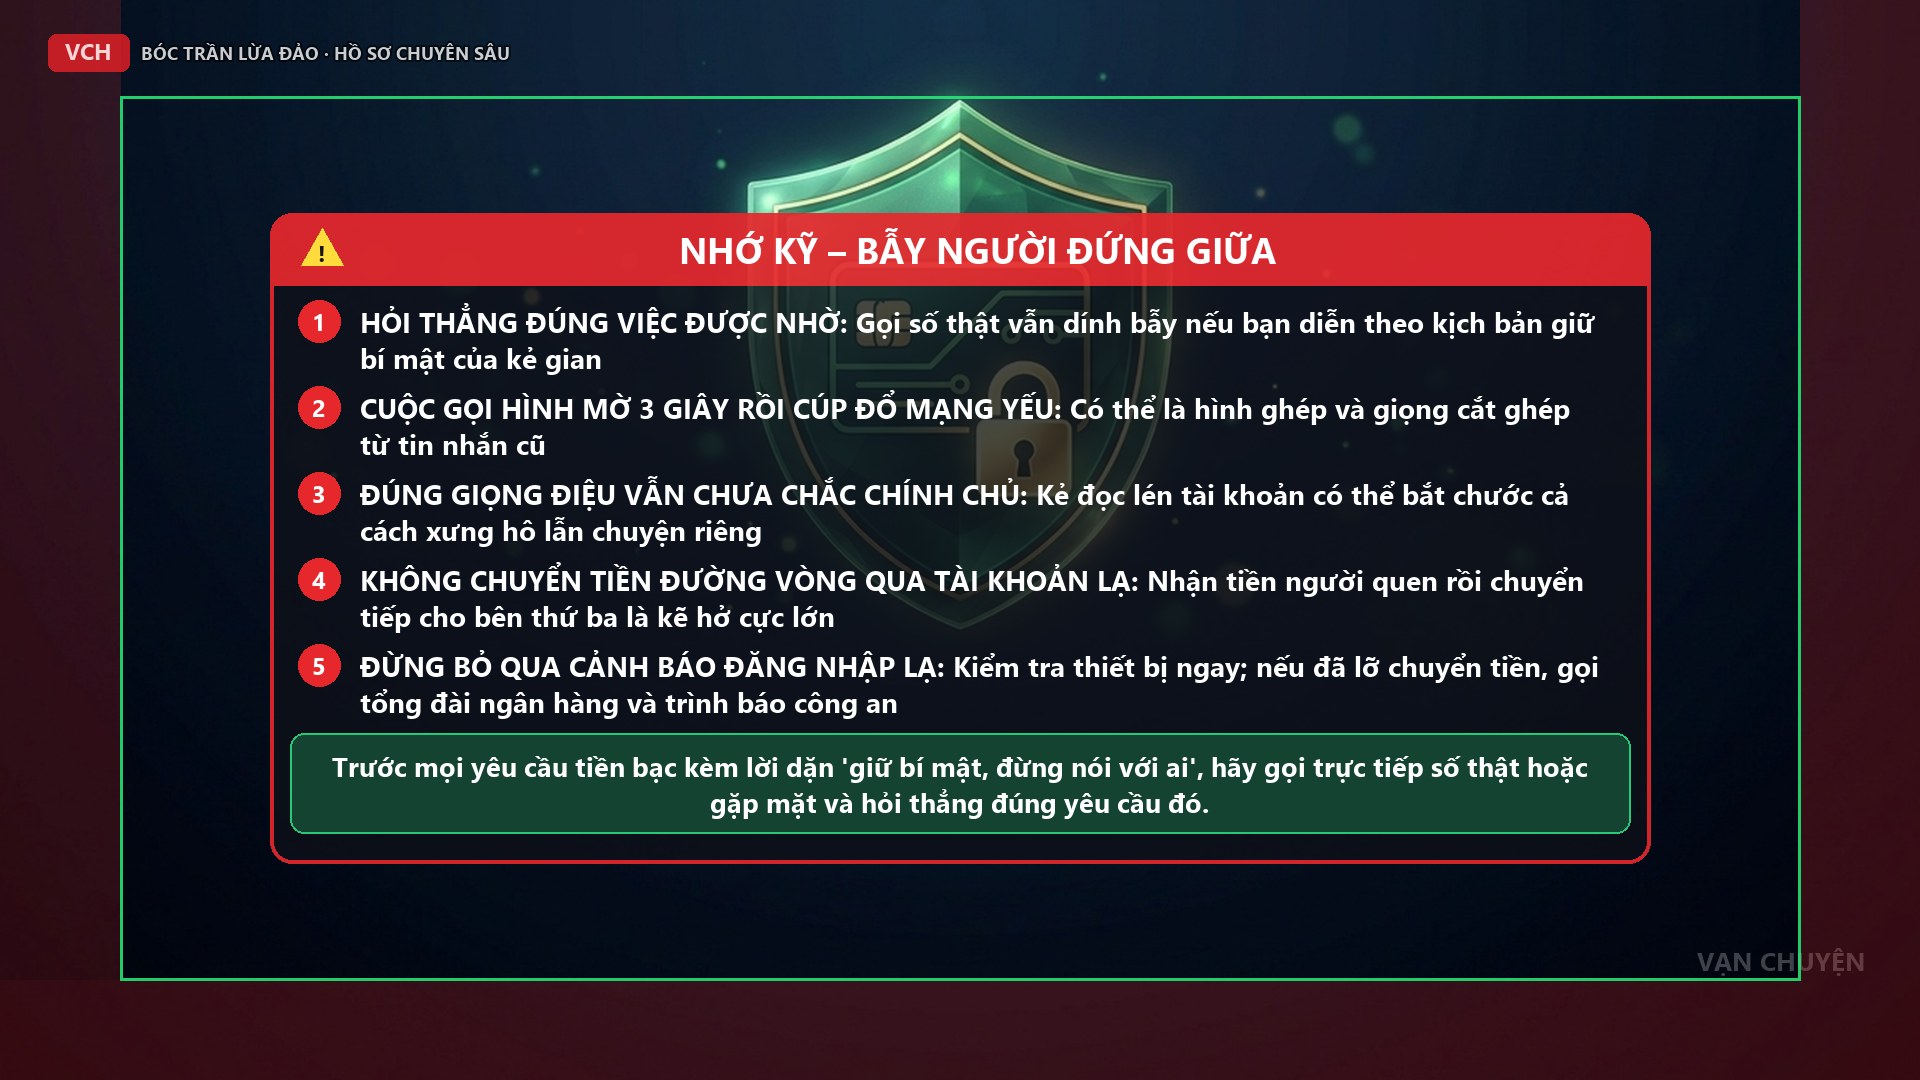 VCH
BÓC TRẦN LỪA ĐẢO · HỒ SƠ CHUYÊN SÂU
NHỚ KỸ – BẪY NGƯỜI ĐỨNG GIỮA
1 HỎI THẲNG ĐÚNG VIỆC ĐƯỢC NHỜ: Gọi số thật vẫn dính bẫy nếu bạn diễn theo kịch bản giữ
bí mật của kẻ gian
2 CUỘC GỌI HÌNH MỜ 3 GIÂY RỒI CÚP ĐỔ MẠNG YẾU: Có thể là hình ghép và giọng cắt ghép
từ tin nhắn cũ
3 ĐÚNG GIỌNG ĐIỆU VẪN CHƯA CHẮC CHÍNH CHỦ: Kẻ đọc lén tài khoản có thể bắt chước cả
cách xưng hô lẫn chuyện riêng
4 KHÔNG CHUYỂN TIỀN ĐƯỜNG VÒNG QUA TÀI KHOẢN LẠ: Nhận tiền người quen rồi chuyển
tiếp cho bên thứ ba là kẽ hở cực lớn
5 ĐỪNG BỎ QUA CẢNH BÁO ĐĂNG NHẬP LẠ: Kiểm tra thiết bị ngay; nếu đã lỡ chuyển tiền, gọi
tổng đài ngân hàng và trình báo công an
Trước mọi yêu cầu tiền bạc kèm lời dặn 'giữ bí mật, đừng nói với ai', hãy gọi trực tiếp số thật hoặc
gặp mặt và hỏi thẳng đúng yêu cầu đó.
VẠN CHUYỆN